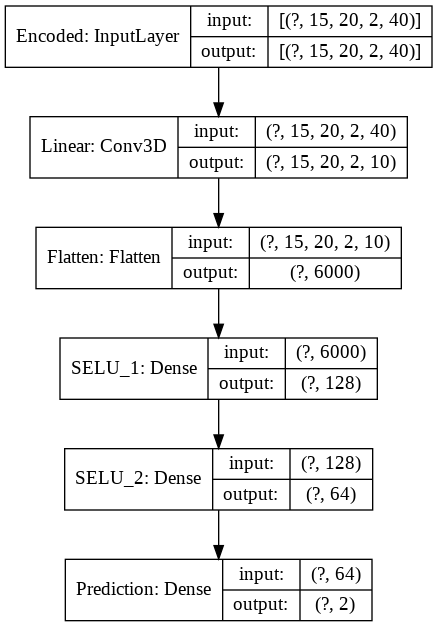 Encoded: InputLayer
input: [(?, 15, 20, 2, 40)]
output: [(?, 15, 20, 2, 40)]
Linear: Conv3D
input: (?, 15, 20, 2, 40)
output: (?, 15, 20, 2, 10)
Flatten: Flatten
input: (?, 15, 20, 2, 10)
output: (?, 6000)
SELU_1: Dense
input: (?, 6000)
output: (?, 128)
SELU_2: Dense
input: (?, 128)
output: (?, 64)
Prediction: Dense
input: (?, 64)
output: (?, 2)